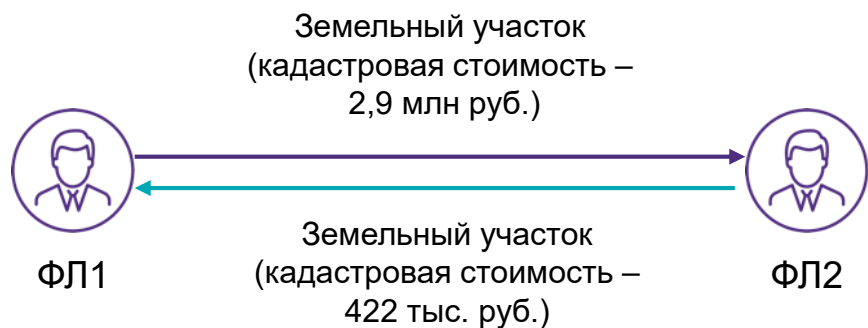 Земельный участок
(кадастровая стоимость –
2,9 млн руб.)
ФЛ1
Земельный участок
(кадастровая стоимость –
422 тыс. руб.)
ФЛ2